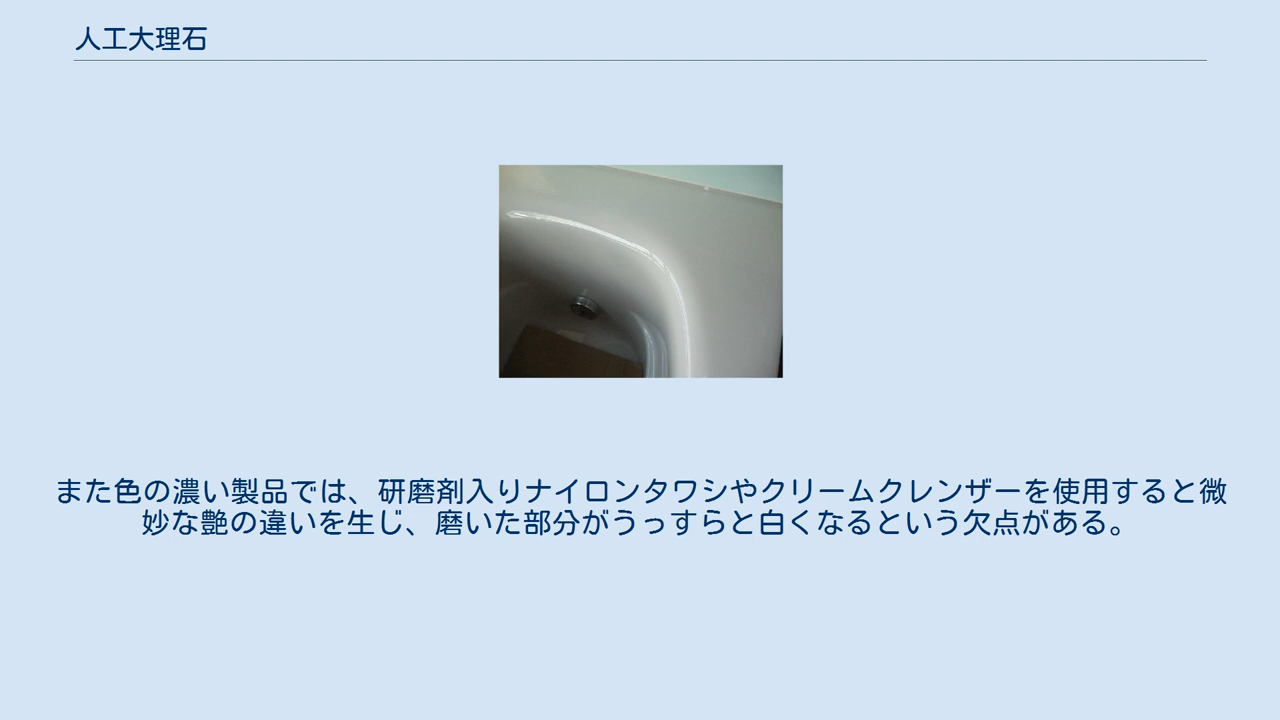 人工大理石
また色の濃い製品では、研磨剤入りナイロンタワシやクリームクレンザーを使用すると微
妙な艶の違いを生じ、磨いた部分がうっすらと白くなるという欠点がある。